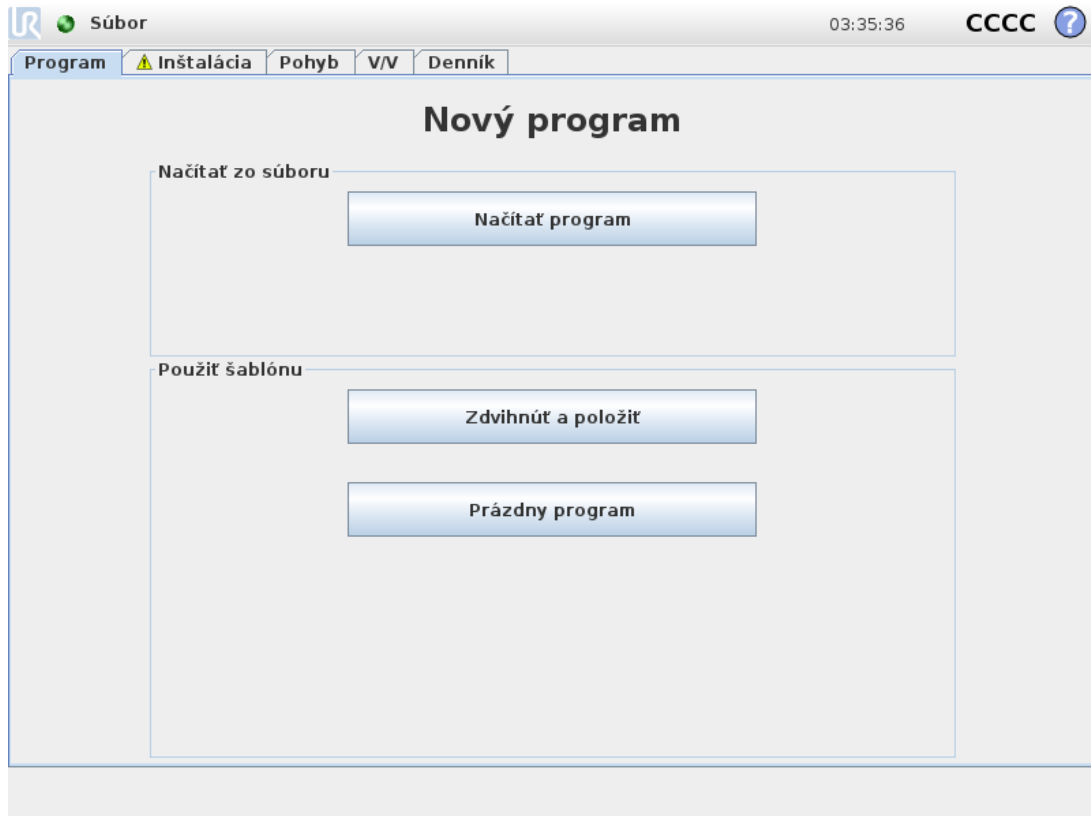 UR Súbor 03:35:36 CCCC ?
Program Inštalácia Pohyb V/V Denník
Nový program
Načítať zo súboru
Načítať program
Použiť šablónu
Zdvihnúť a položiť
Prázdny program